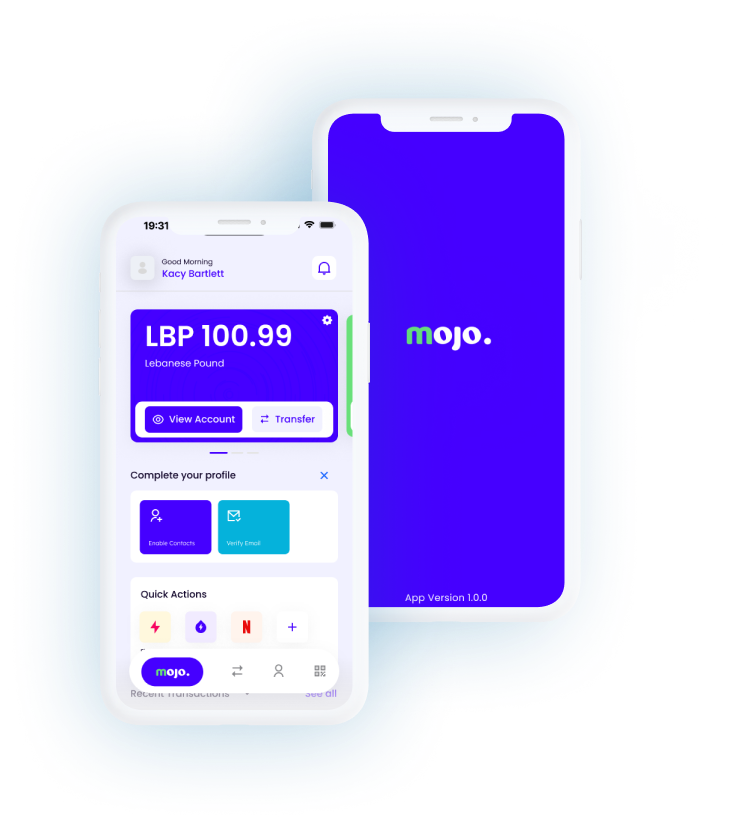 19:31
Good Morning
Kacy Bartlett
LBP 100.99
Lebanese Pound
View Account
Transfer
Complete your profile
Enable Contacts
Verify Email
Quick Actions
N
mojo.
Recent Transactions
See all
mojo.
App Version 1.0.0